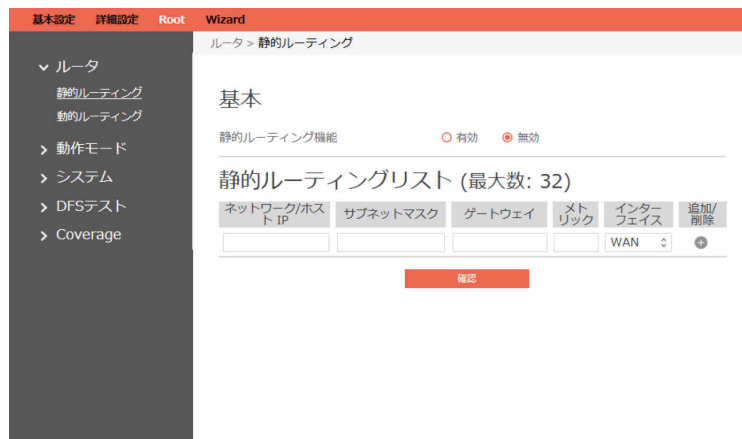 基本設定 詳細設定 Root Wizard
ルータ > 静的ルーティング
ルータ
静的ルーティング
動的ルーティング
動作モード
システム
DFSテスト
Coverage
基本
静的ルーティング機能 有効 無効
静的ルーティングリスト (最大数: 32)
ネットワーク/ホス
ト IP
サブネットマスク
ゲートウェイ
メト
リック
インター
フェイス
追加/
削除
WAN
確認